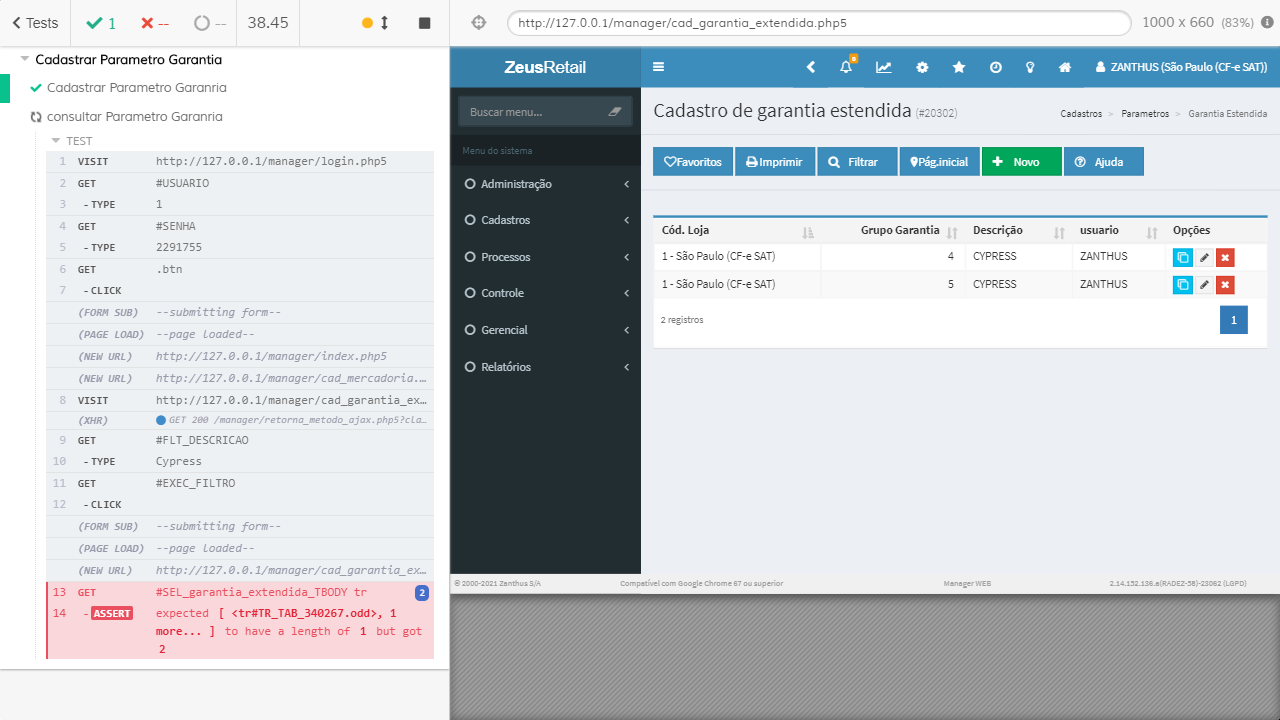 Tests
1
--
--
38.45
http://127.0.0.1/manager/cad_garantia_extendida.php5
1000 x 660 (83%)
Cadastrar Parametro Garantia
Cadastrar Parametro Garanria
consultar Parametro Garanria
TEST
1 VISIT http://127.0.0.1/manager/login.php5
2 GET #USUARIO
3 - TYPE 1
4 GET #SENHA
5 - TYPE 2291755
6 GET .btn
7 - CLICK
(FORM SUB) --submitting form--
(PAGE LOAD) --page loaded--
(NEW URL) http://127.0.0.1/manager/index.php5
(NEW URL) http://127.0.0.1/manager/cad_mercadoria.…
8 VISIT http://127.0.0.1/manager/cad_garantia_ex…
(XHR) GET 200 /manager/retorna_metodo_ajax.php5?cla…
9 GET #FLT_DESCRICAO
10 - TYPE Cypress
11 GET #EXEC_FILTRO
12 - CLICK
(FORM SUB) --submitting form--
(PAGE LOAD) --page loaded--
(NEW URL) http://127.0.0.1/manager/cad_garantia_ex…
13 GET #SEL_garantia_extendida_TBODY tr 2
14 - ASSERT expected [ <tr#TR_TAB_340267.odd>, 1
more... ] to have a length of 1 but got
2
ZeusRetail
ZANTHUS (São Paulo (CF-e SAT))
Buscar menu...
Menu do sistema
Administração
Cadastros
Processos
Controle
Gerencial
Relatórios
Cadastro de garantia estendida (#20302)
Cadastros > Parametros > Garantia Estendida
Favoritos Imprimir Filtrar Pág.inicial Novo Ajuda
Cód. Loja Grupo Garantia Descrição usuario Opções
1 - São Paulo (CF-e SAT) 4 CYPRESS ZANTHUS
1 - São Paulo (CF-e SAT) 5 CYPRESS ZANTHUS
2 registros 1
© 2000-2021 Zanthus S/A Compatível com Google Chrome 67 ou superior Manager WEB 2.14.152.136.a(RADEZ-58)-23062 (LGPD)